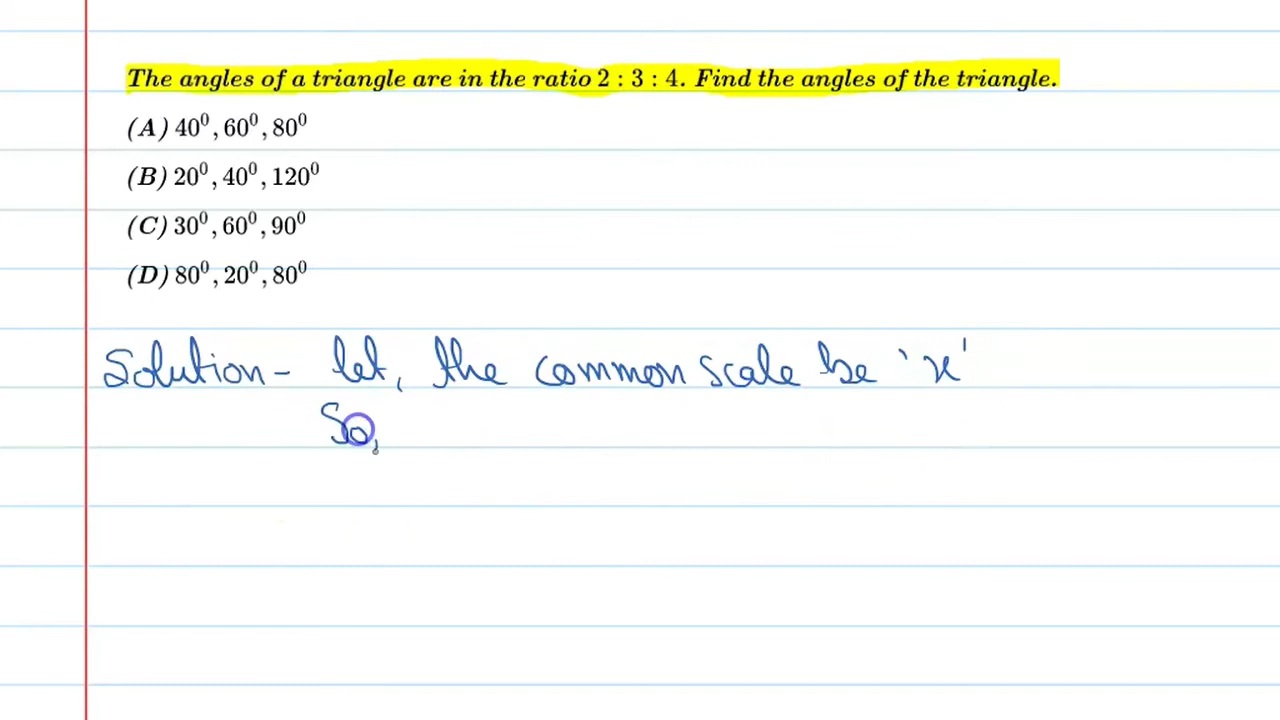 The angles of a triangle are in the ratio 2 : 3 : 4. Find the angles of the triangle.
(A) 40⁰, 60⁰, 80⁰
(B) 20⁰, 40⁰, 120⁰
(C) 30⁰, 60⁰, 90⁰
(D) 80⁰, 20⁰, 80⁰
Solution - let, the common scale be 'x'
So,